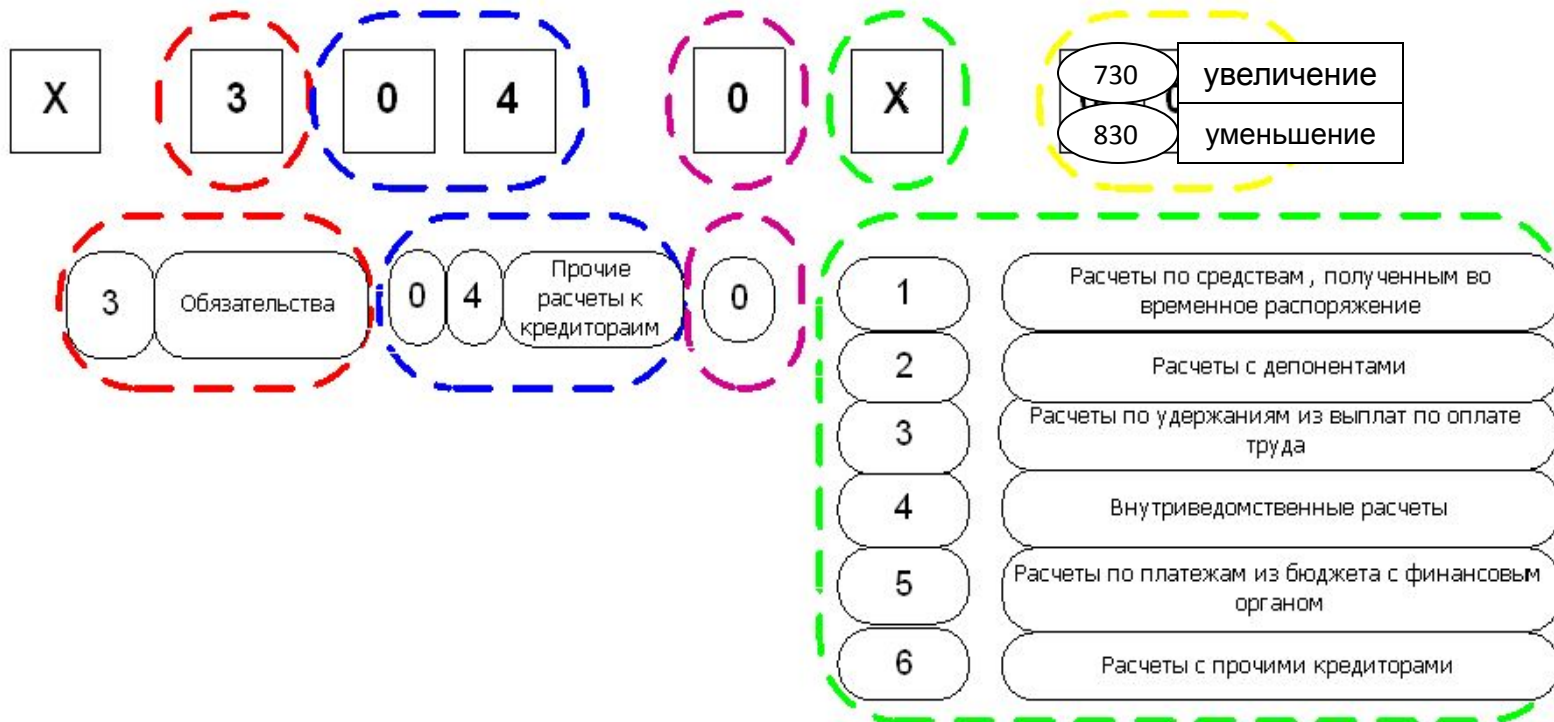 X 3 0 4 0 X 730 увеличение
830 уменьшение
3 Обязательства
0 4 Прочие
расчеты к
кредитораим
0
1 Расчеты по средствам , полученным во
временное распоряжение
2 Расчеты с депонентами
3 Расчеты по удержаниям из выплат по оплате
труда
4 Внутриведомственные расчеты
5 Расчеты по платежам из бюджета с финансовым
органом
6 Расчеты с прочими кредиторами